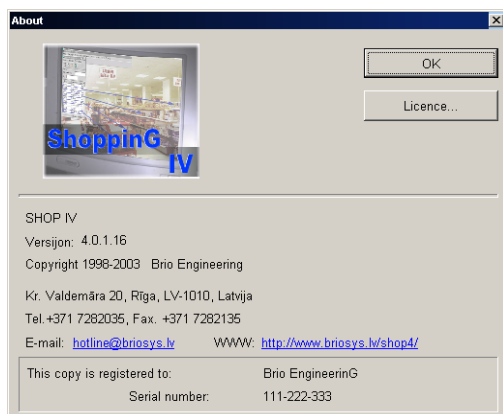 About
OK
Licence...
ShoppinG
IV
SHOP IV
Versijon: 4.0.1.16
Copyright 1998-2003 Brio Engineering
Kr. Valdemāra 20, Rīga, LV-1010, Latvija
Tel.+371 7282035, Fax. +371 7282135
E-mail: hotline@briosys.lv WWW: http://www.briosys.lv/shop4/
This copy is registered to: Brio EngineerinG
Serial number: 111-222-333